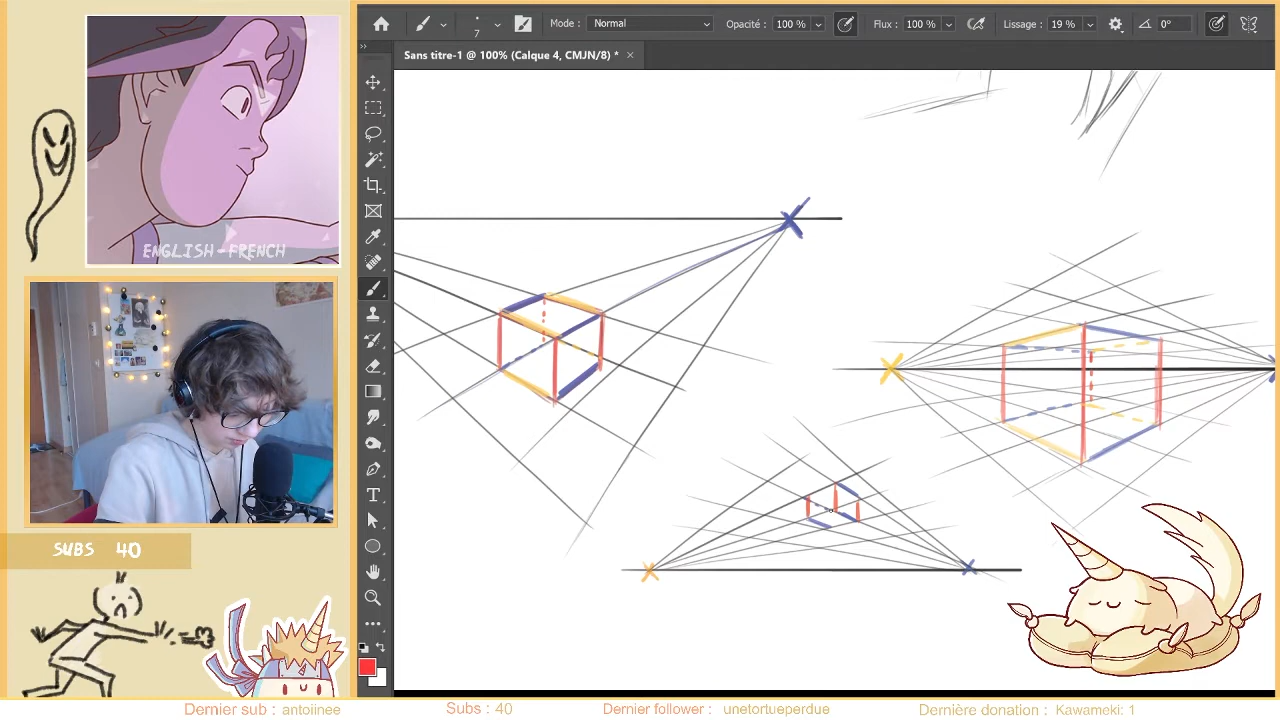 7
Mode : Normal
Opacité : 100 %
Flux : 100 %
Lissage : 19 %
0°
Sans titre-1 @ 100% (Calque 4, CMJN/8) *
ENGLISH-FRENCH
SUBS 40
Dernier sub : antoiinee
Subs : 40
Dernier follower : unetortueperdue
Dernière donation : Kawameki: 1